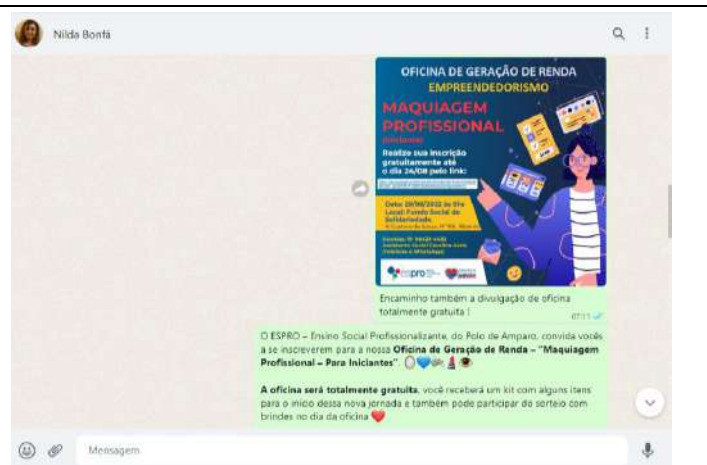 Nilda Bonfá
OFICINA DE GERAÇÃO DE RENDA
EMPREENDEDORISMO
MAQUIAGEM
PROFISSIONAL
Realize sua inscrição
gratuitamente até
o dia 24/08 pelo link:
Local: Fundo Social de
Solidariedade
espro
Encaminho também a divulgação de oficina
totalmente gratuita !
07:11
O ESPRO – Ensino Social Profissionalizante, do Polo de Amparo, convida vocês
a se inscreverem para a nossa Oficina de Geração de Renda – "Maquiagem
Profissional – Para Iniciantes".
A oficina será totalmente gratuita, você receberá um kit com alguns itens
para o início dessa nova jornada e também pode participar do sorteio com
brindes no dia da oficina
Mensagem